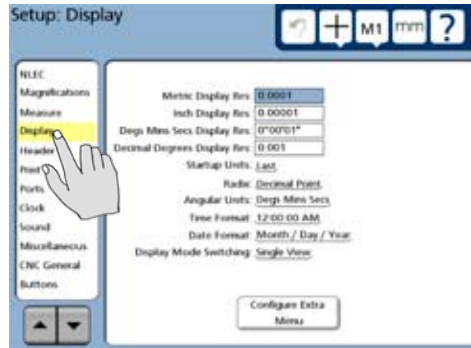 Setup: Display
M1 mm ?
NLEC
Magnifications
Measure
Display
Header
Print
Ports
Clock
Sound
Miscellaneous
CNC General
Buttons
Metric Display Res 0.0001
Inch Display Res 0.00001
Degs Mins Secs Display Res 0°00'01"
Decimal Degrees Display Res 0.001
Startup Units Last
Radix Decimal Point
Angular Units Degs Mins Secs
Time Format 12:00:00 AM
Date Format Month / Day / Year
Display Mode Switching Single View
Configure Extra
Menu